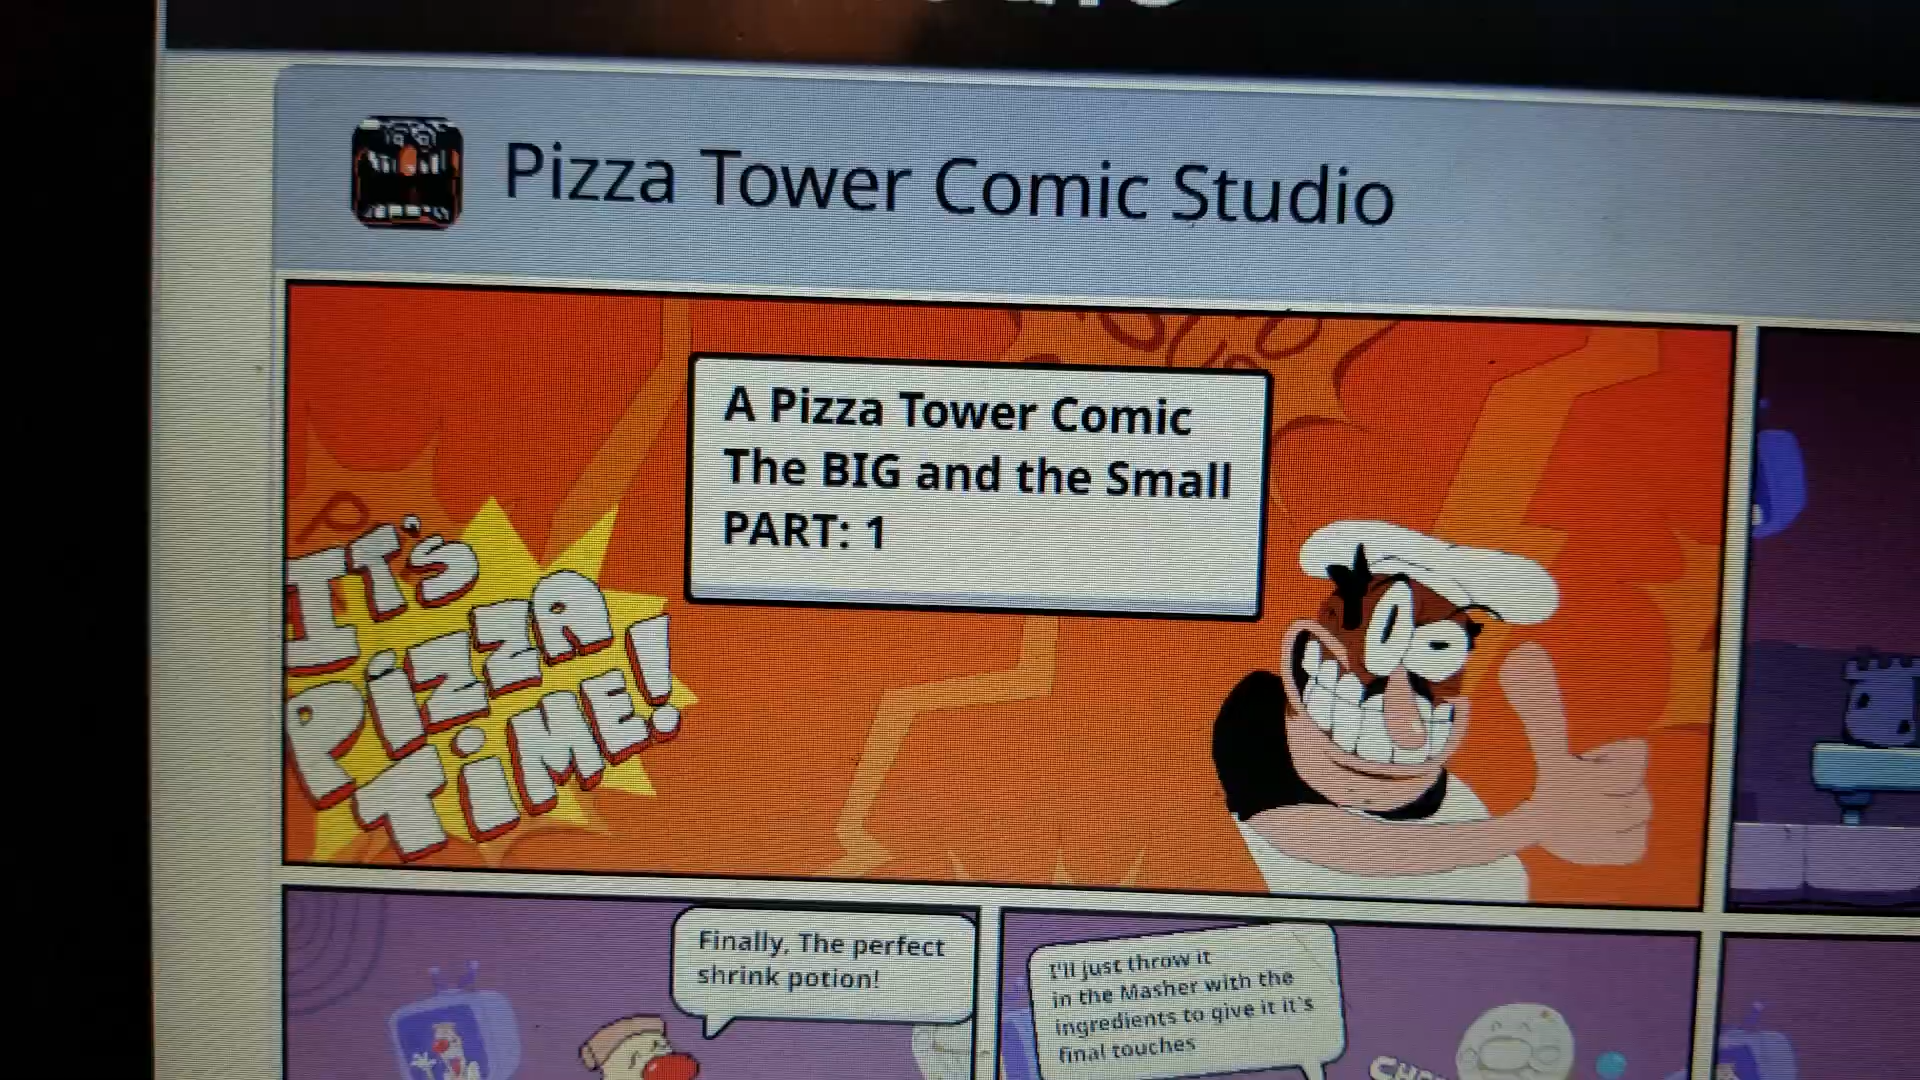 Pizza Tower Comic Studio
A Pizza Tower Comic
The BIG and the Small
PART: 1
IT'S
PIZZA
TIME!
Finally, The perfect
shrink potion!
I'll just throw it
in the Masher with the
ingredients to give it it's
final touches